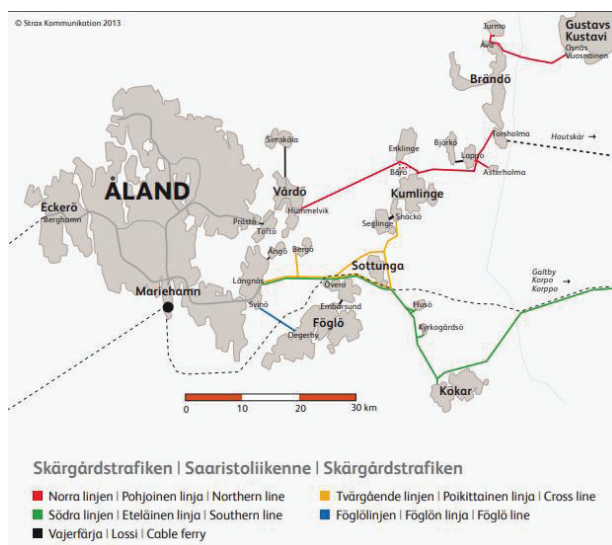 © Strax Kommunikation 2013
Jurmo
Gustavs
Kustavi
Åva
Osnäs
Vuosnainen
Brändö
Simskäla
Enklinge
Björkö
Lappo
Torsholma
Houtskär →
Bärö
Asterholma
ÅLAND
Vårdö
Kumlinge
Eckerö
Berghamn
Hummelvik
Prästö
Töftö
Seglinge
Snäckö
Ängö
Bergö
Långnäs
Sottunga
Galtby
Korpo
Korppo →
Mariehamn
Överö
Svinö
Embarsund
Husö
Föglö
Degerby
Kyrkogårdsö
Kökar
0 10 20 30 km
Skärgårdstrafiken | Saaristoliikenne | Skärgårdstrafiken
Norra linjen | Pohjoinen linja | Northern line
Tvärgående linjen | Poikittainen linja | Cross line
Södra linjen | Eteläinen linja | Southern line
Föglölinjen | Föglön linja | Föglö line
Vajerfärja | Lossi | Cable ferry